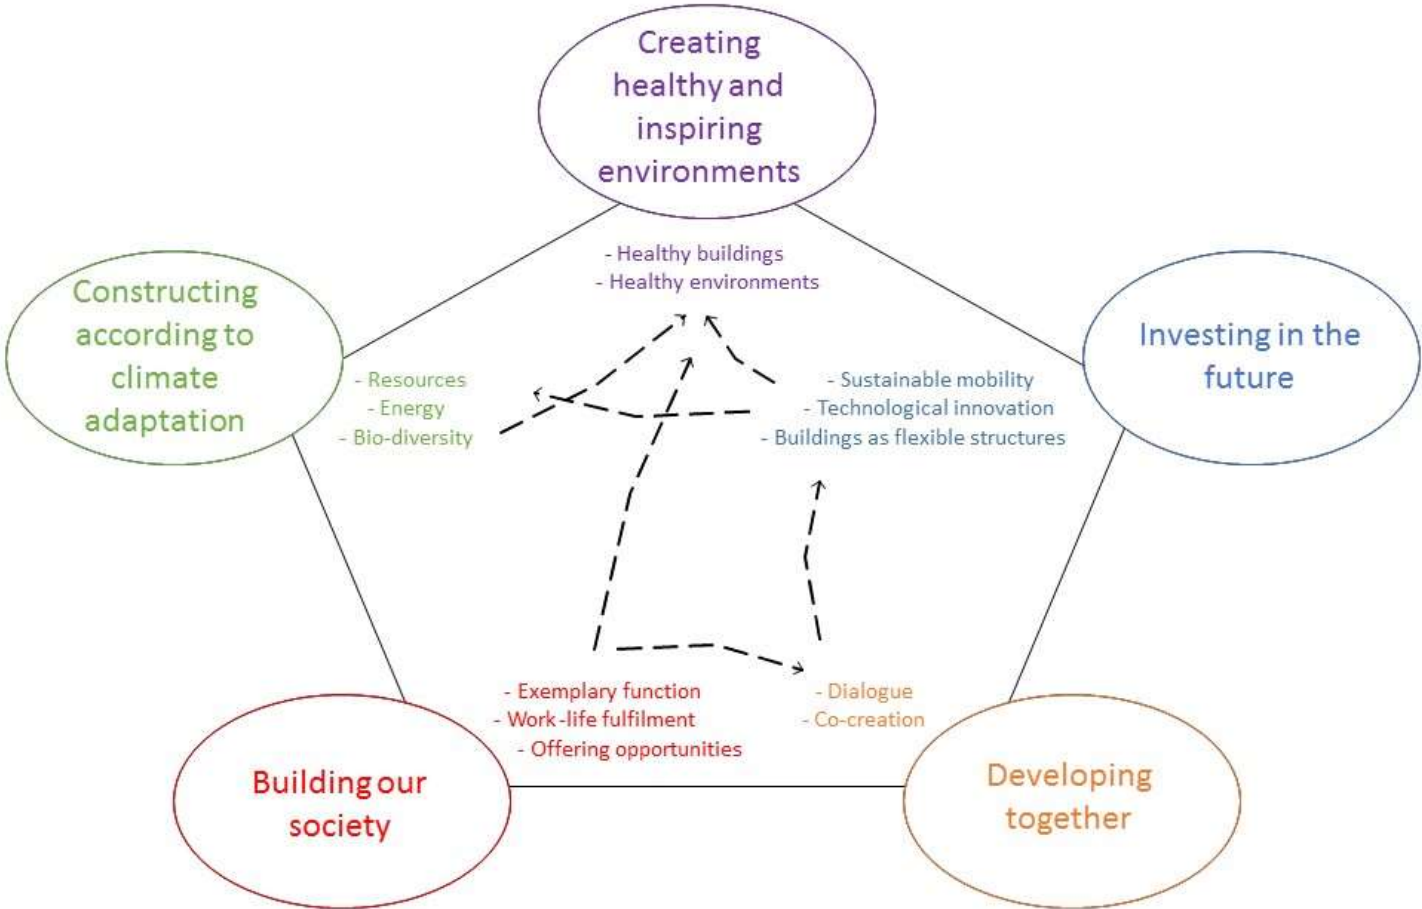 Creating
healthy and
inspiring
environments
- Healthy buildings
- Healthy environments
Constructing
according to
climate
adaptation
- Resources
- Energy
- Bio-diversity
- Sustainable mobility
- Technological innovation
- Buildings as flexible structures
Investing in the
future
- Exemplary function
- Work-life fulfilment
- Offering opportunities
- Dialogue
- Co-creation
Building our
society
Developing
together